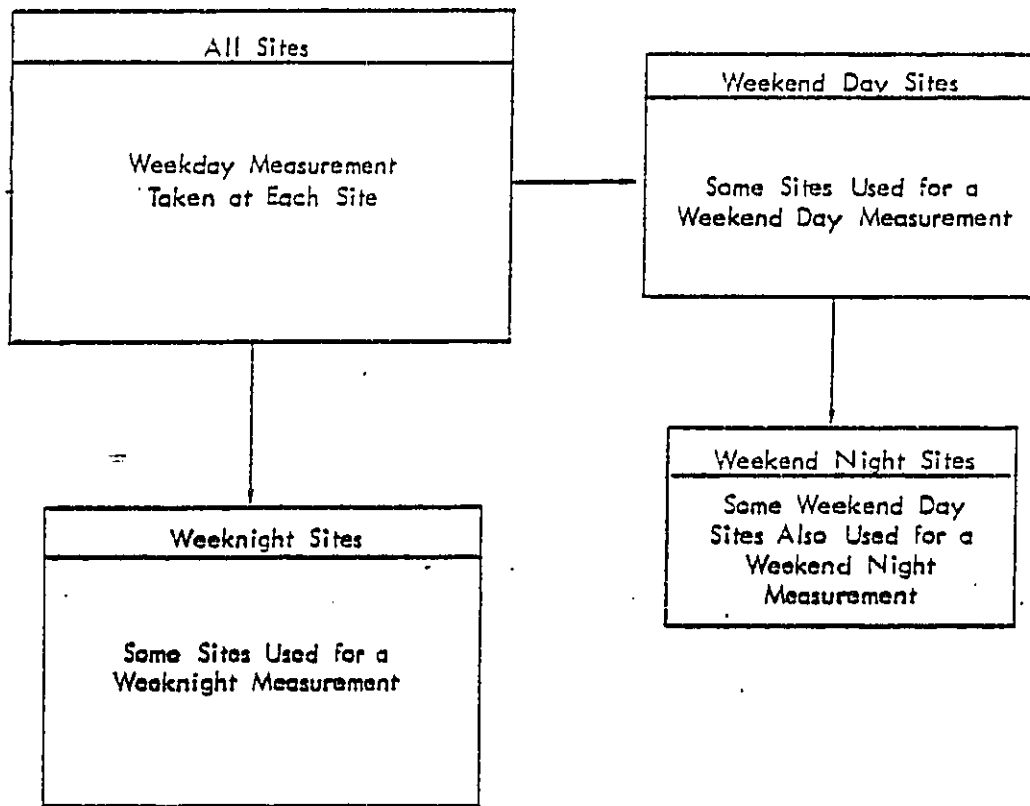 All Sites
Weekday Measurement
Taken at Each Site
Weekend Day Sites
Some Sites Used for a
Weekend Day Measurement
Weekend Night Sites
Some Weekend Day
Sites Also Used for a
Weekend Night
Measurement
Weeknight Sites
Some Sites Used for a
Weeknight Measurement